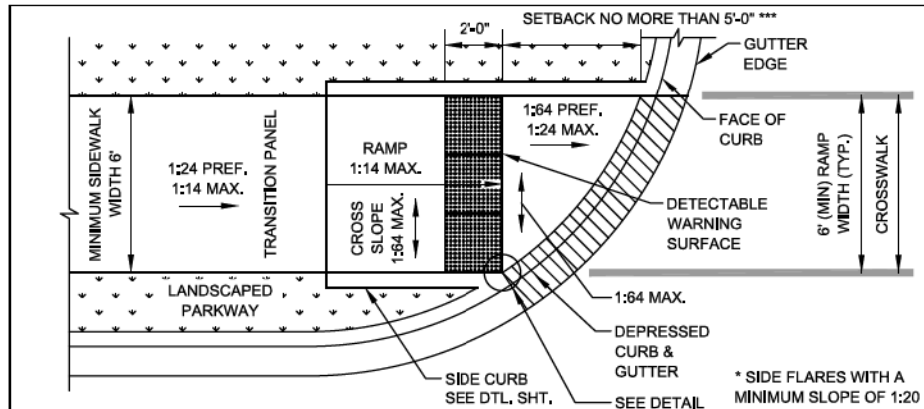 SETBACK NO MORE THAN 5'-0" ***
2'-0"
GUTTER
EDGE
FACE OF
CURB
MINIMUM SIDEWALK
WIDTH 6'
1:24 PREF.
1:14 MAX.
TRANSITION PANEL
RAMP
1:14 MAX.
CROSS
SLOPE
1:64 MAX.
1:64 PREF.
1:24 MAX.
DETECTABLE
WARNING
SURFACE
6' (MIN) RAMP
WIDTH (TYP.)
CROSSWALK
LANDSCAPED
PARKWAY
1:64 MAX.
DEPRESSED
CURB &
GUTTER
SIDE CURB
SEE DTL. SHT.
SEE DETAIL
* SIDE FLARES WITH A
MINIMUM SLOPE OF 1:20